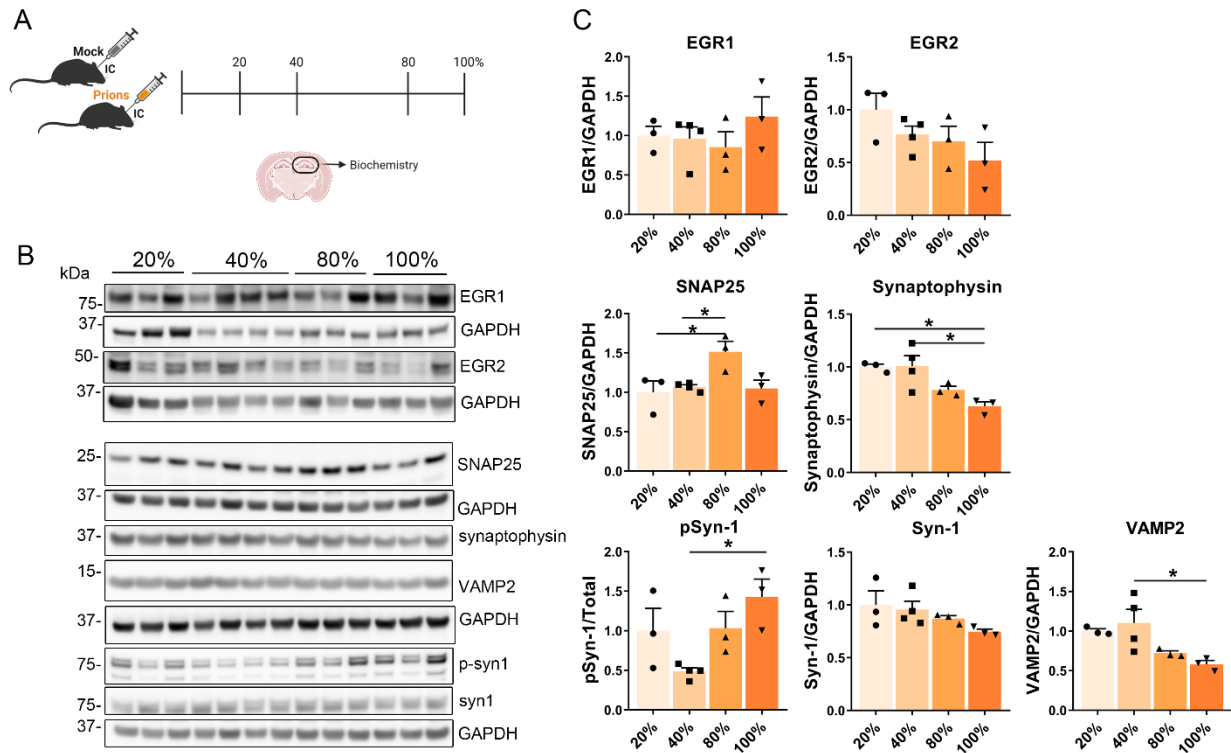 A
Mock
IC
Prions
IC
20
40
80
100%
Biochemistry
B
kDa
20%
40%
80%
100%
75-
EGR1
37-
GAPDH
50-
EGR2
37-
GAPDH
25-
SNAP25
37-
GAPDH
37-
synaptophysin
15-
VAMP2
37-
GAPDH
75-
p-syn1
75-
syn1
37-
GAPDH
C
EGR1
EGR1/GAPDH
2.0
1.5
1.0
0.5
0.0
20%
40%
80%
100%
EGR2
EGR2/GAPDH
1.5
1.0
0.5
0.0
20%
40%
80%
100%
SNAP25
SNAP25/GAPDH
2.0
1.5
1.0
0.5
0.0
*
*
20%
40%
80%
100%
Synaptophysin
Synaptophysin/GAPDH
1.5
1.0
0.5
0.0
*
*
20%
40%
80%
100%
pSyn-1
pSyn-1/Total
2.0
1.5
1.0
0.5
0.0
*
20%
40%
80%
100%
Syn-1
Syn-1/GAPDH
1.5
1.0
0.5
0.0
20%
40%
80%
100%
VAMP2
VAMP2/GAPDH
2.0
1.5
1.0
0.5
0.0
*
20%
40%
80%
100%